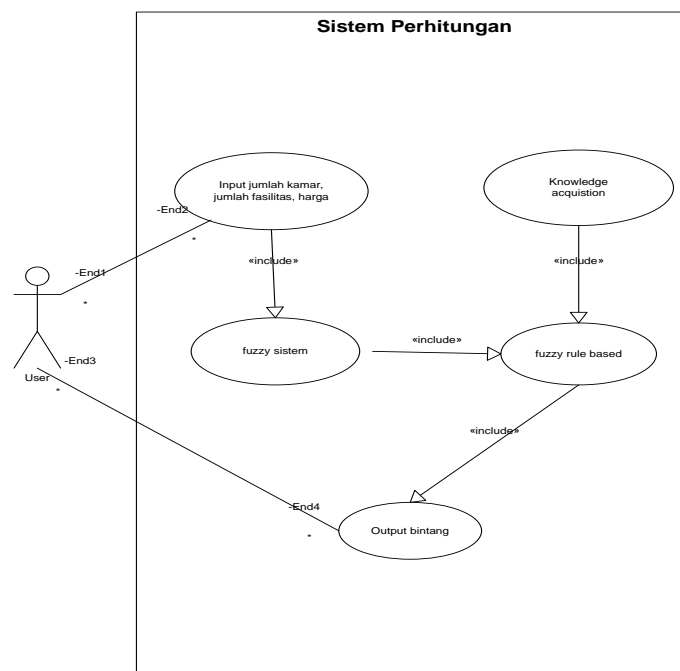 Sistem Perhitungan
Input jumlah kamar,
jumlah fasilitas, harga
Knowledge
acquistion
-End2
*
«include»
«include»
-End1
*
fuzzy sistem
«include»
fuzzy rule based
-End3
User
*
«include»
-End4
*
Output bintang